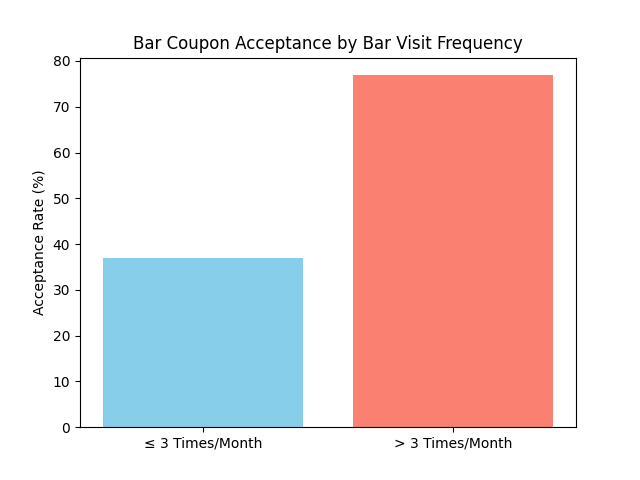 Bar Coupon Acceptance by Bar Visit Frequency
Acceptance Rate (%)
80
70
60
50
40
30
20
10
0
≤ 3 Times/Month
> 3 Times/Month